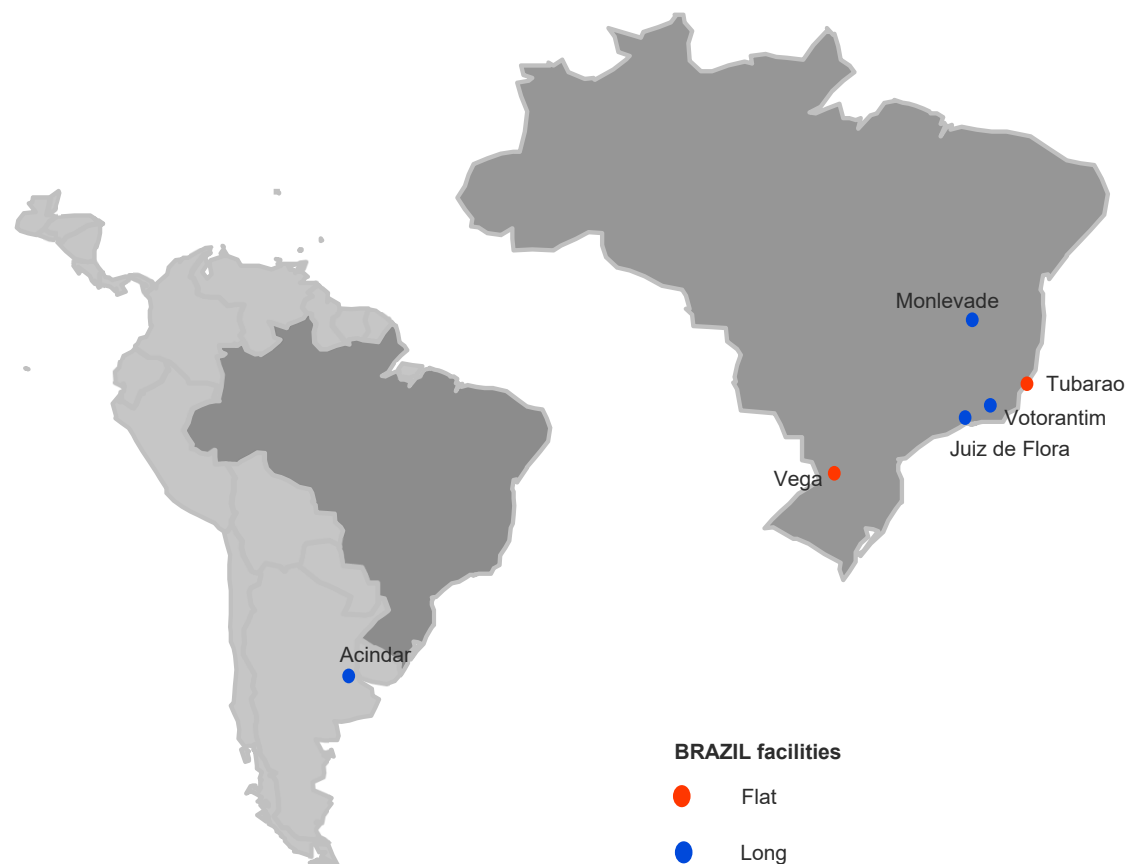 Monlevade
Tubarao
Votorantim
Juiz de Flora
Vega
Acindar
BRAZIL facilities
Flat
Long